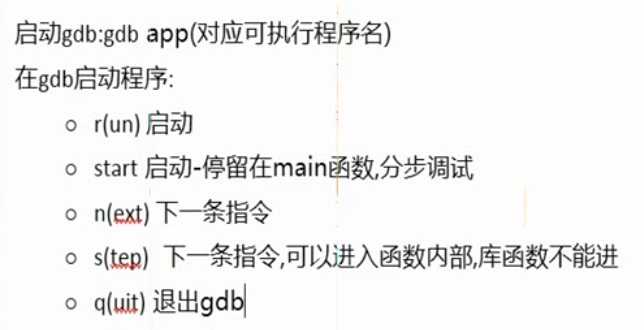 启动gdb:gdb app(对应可执行程序名)
在gdb启动程序:
○ r(un) 启动
○ start 启动-停留在main函数,分步调试
○ n(ext) 下一条指令
○ s(tep) 下一条指令,可以进入函数内部,库函数不能进
○ q(uit) 退出gdb